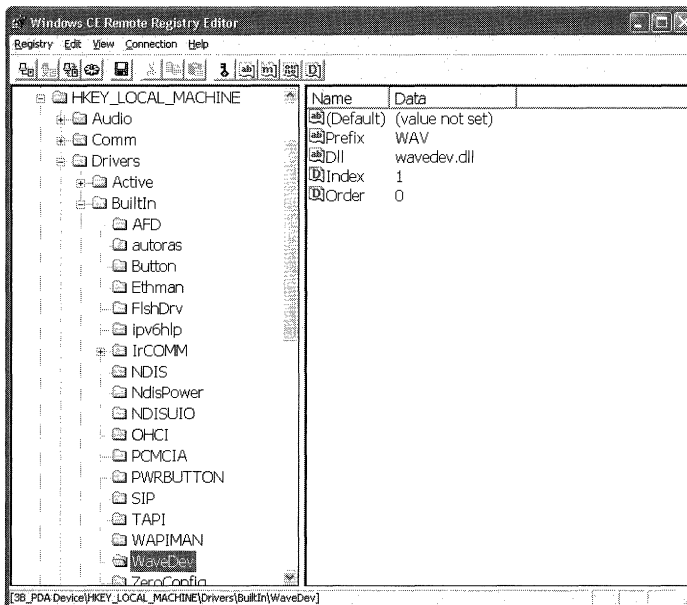 Windows CE Remote Registry Editor
Registry Edit View Connection Help
HKEY_LOCAL_MACHINE
Audio
Comm
Drivers
Active
BuiltIn
AFD
autoras
Button
Ethman
FlshDrv
ipv6hlp
IrCOMM
NDIS
NdisPower
NDISUIO
OHCI
PCMCIA
PWRBUTTON
SIP
TAPI
WAPIMAN
WaveDev
ZeroConfig
Name Data
(Default) (value not set)
Prefix WAV
Dll wavedev.dll
Index 1
Order 0
[3B_PDA Device\HKEY_LOCAL_MACHINE\Drivers\BuiltIn\WaveDev]